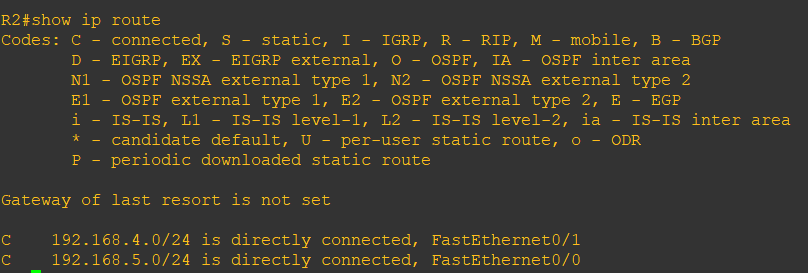 R2#show ip route
Codes: C - connected, S - static, I - IGRP, R - RIP, M - mobile, B - BGP
       D - EIGRP, EX - EIGRP external, O - OSPF, IA - OSPF inter area
       N1 - OSPF NSSA external type 1, N2 - OSPF NSSA external type 2
       E1 - OSPF external type 1, E2 - OSPF external type 2, E - EGP
       i - IS-IS, L1 - IS-IS level-1, L2 - IS-IS level-2, ia - IS-IS inter area
       * - candidate default, U - per-user static route, o - ODR
       P - periodic downloaded static route

Gateway of last resort is not set

C    192.168.4.0/24 is directly connected, FastEthernet0/1
C    192.168.5.0/24 is directly connected, FastEthernet0/0